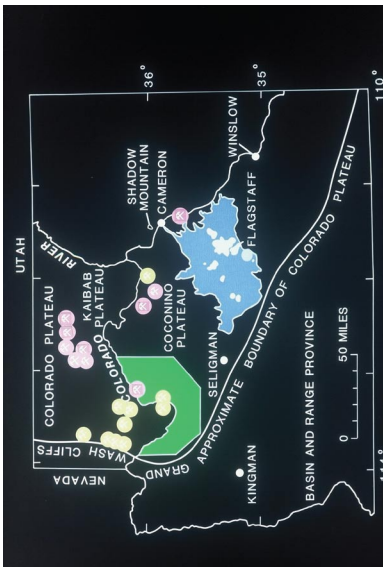 UTAH
RIVER
COLORADO PLATEAU
KAIBAB
PLATEAU
COLORADO
SHADOW
MOUNTAIN
CAMERON
36°
35°
110°
WINSLOW
FLAGSTAFF
COCONINO
PLATEAU
SELIGMAN
APPROXIMATE BOUNDARY OF COLORADO PLATEAU
GRAND
WASH CLIFFS
NEVADA
KINGMAN
BASIN AND RANGE PROVINCE
0 50 MILES